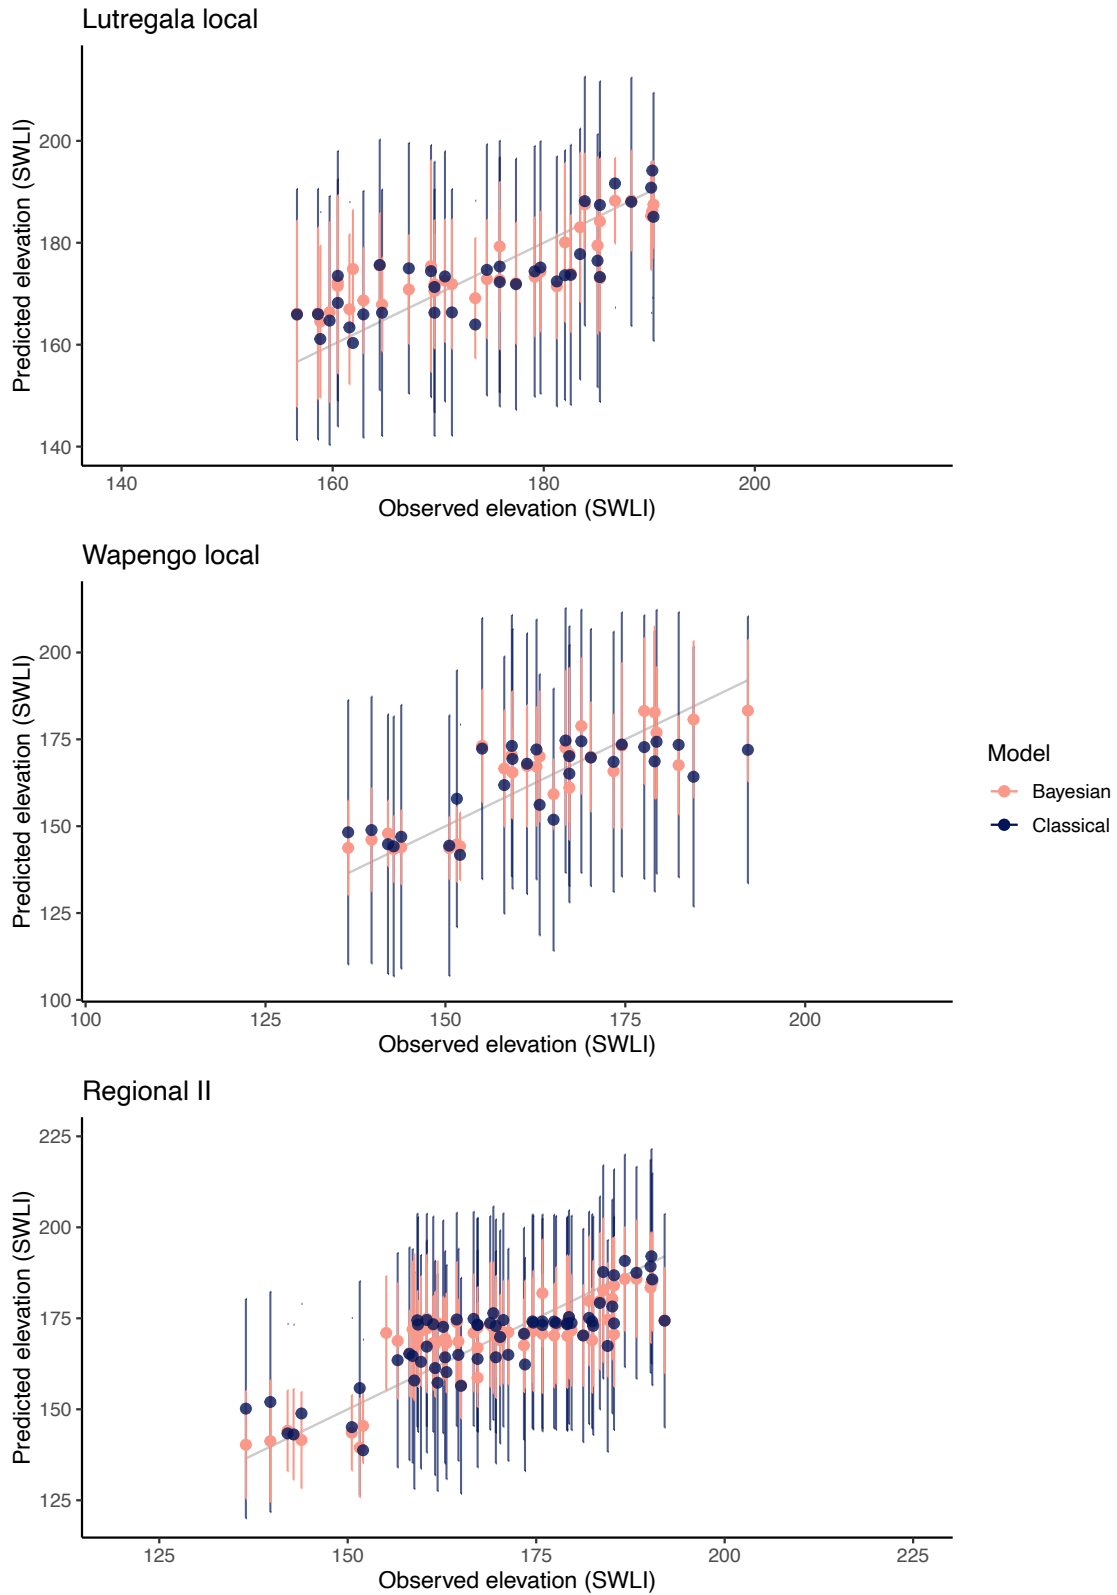 Lutregala local
Predicted elevation (SWLI)
200
180
160
140
140 160 180 200
Observed elevation (SWLI)
Wapengo local
Predicted elevation (SWLI)
200
175
150
125
100
100 125 150 175 200
Observed elevation (SWLI)
Model
Bayesian
Classical
Regional II
Predicted elevation (SWLI)
225
200
175
150
125
125 150 175 200 225
Observed elevation (SWLI)